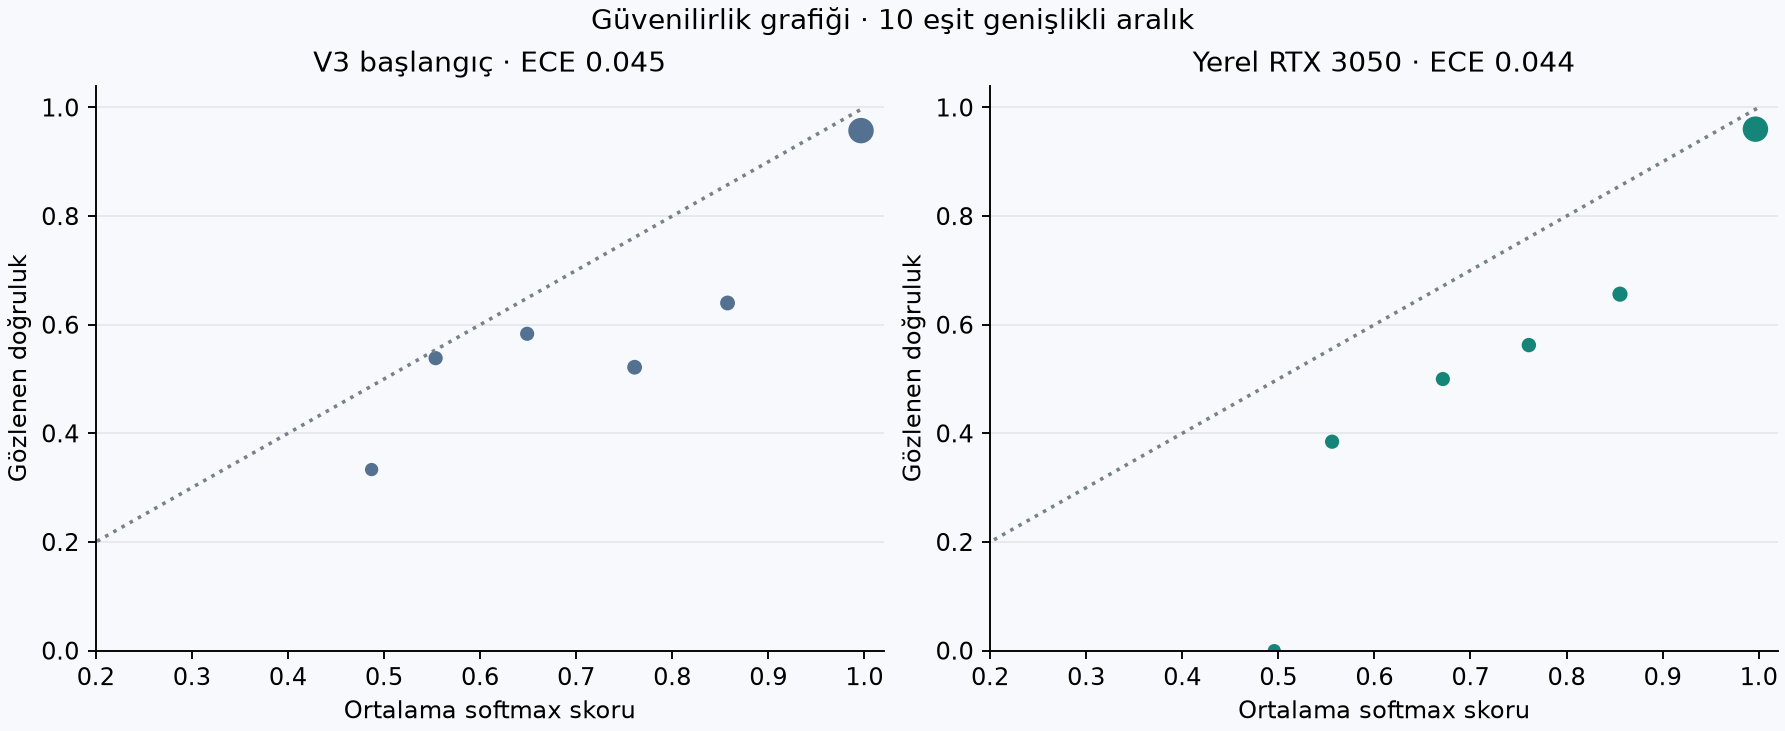 Güvenilirlik grafiği · 10 eşit genişlikli aralık
V3 başlangıç · ECE 0.045
1.0
0.8
0.6
0.4
0.2
0.0
Gözlenen doğruluk
0.2 0.3 0.4 0.5 0.6 0.7 0.8 0.9 1.0
Ortalama softmax skoru
Yerel RTX 3050 · ECE 0.044
1.0
0.8
0.6
0.4
0.2
0.0
Gözlenen doğruluk
0.2 0.3 0.4 0.5 0.6 0.7 0.8 0.9 1.0
Ortalama softmax skoru